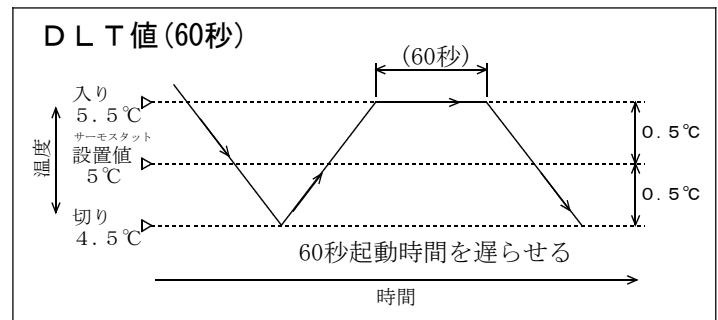 ＤＬＴ値(60秒)
(60秒)
入り
５.５℃
サーモスタット
設置値
５℃
切り
４.５℃
温度
０.５℃
０.５℃
60秒起動時間を遅らせる
時間